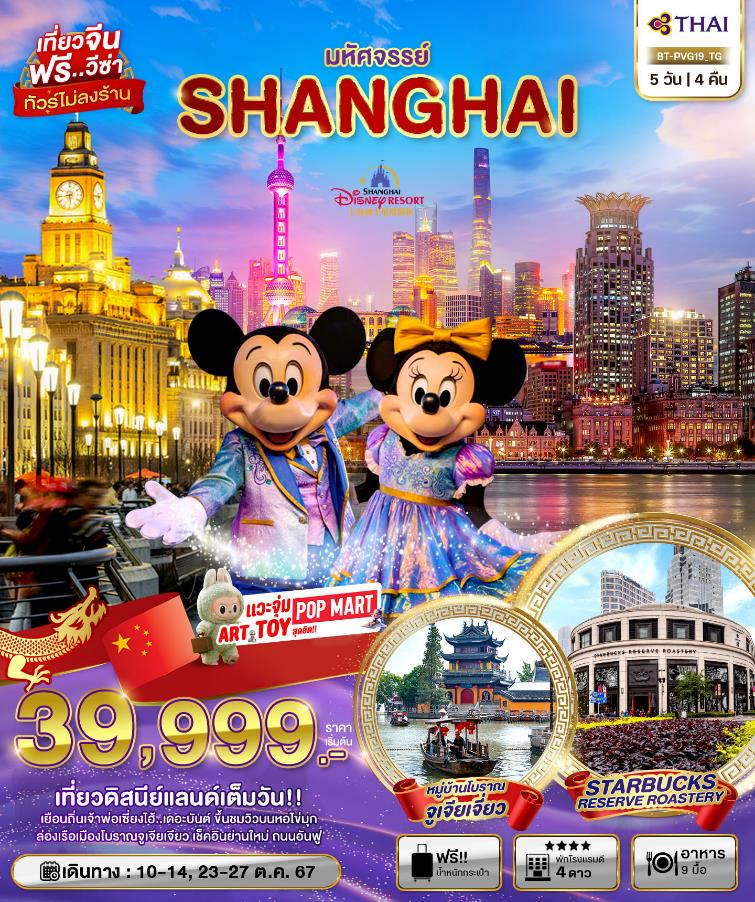 เที่ยวจีน
ฟรี..วีซ่า
ทัวร์ไม่ลงร้าน
THAI
BT-PVG19_TG
5 วัน | 4 คืน
มหัศจรรย์
SHANGHAI
SHANGHAI
DISNEY RESORT
แวะจุ่ม
ART TOY
สุดฮิต!!
POP MART
39,999.-
ราคา
เริ่มต้น
เที่ยวดิสนีย์แลนด์เต็มวัน!!
เยือนถิ่นเจ้าพ่อเซี่ยงไฮ้..เดอะบันด์ ขึ้นชมวิวบนหอไข่มุก
ล่องเรือเมืองโบราณจูเจียเจียว เช็คอินย่านใหม่ ถนนอันฟู่
เดินทาง : 10-14, 23-27 ต.ค. 67
หมู่บ้านโบราณ
จูเจียเจี่ยว
STARBUCKS RESERVE ROASTERY
STARBUCKS
RESERVE ROASTERY
ฟรี!!
น้ำหนักกระเป๋า
พักโรงแรมดี
4 ดาว
อาหาร
9 มื้อ